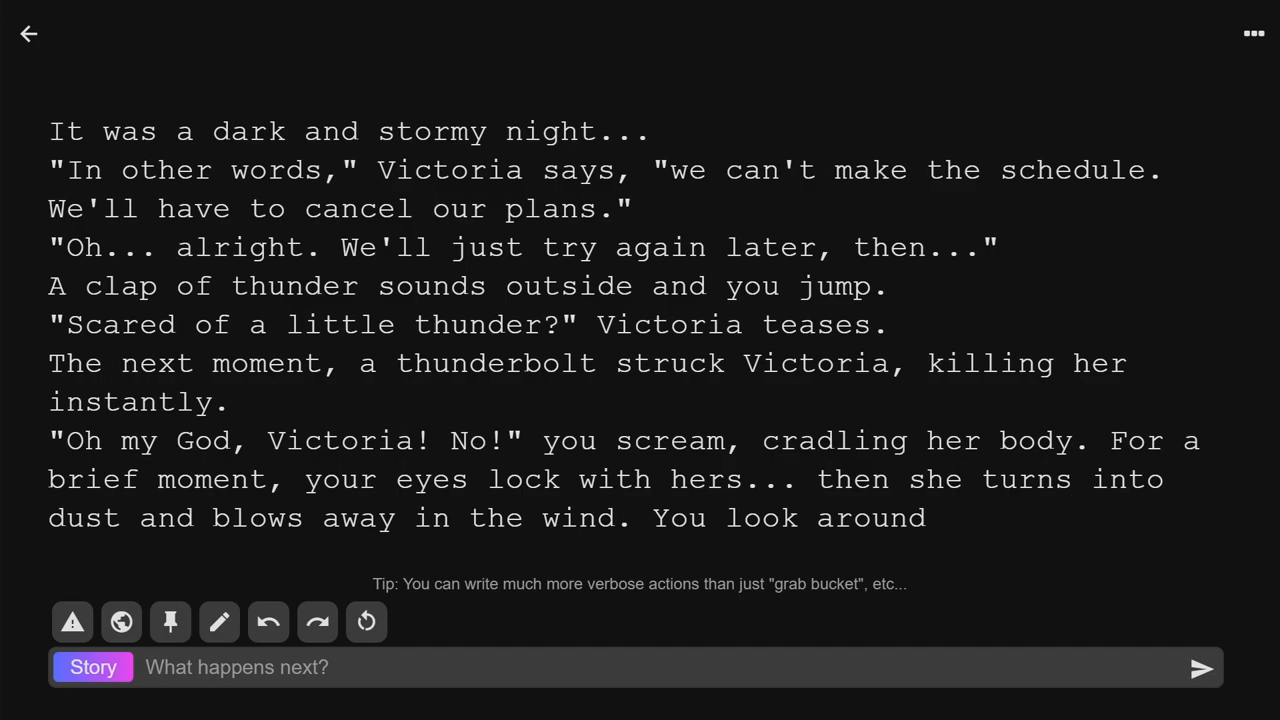 It was a dark and stormy night...
"In other words," Victoria says, "we can't make the schedule.
We'll have to cancel our plans."
"Oh... alright. We'll just try again later, then..."
A clap of thunder sounds outside and you jump.
"Scared of a little thunder?" Victoria teases.
The next moment, a thunderbolt struck Victoria, killing her
instantly.
"Oh my God, Victoria! No!" you scream, cradling her body. For a
brief moment, your eyes lock with hers... then she turns into
dust and blows away in the wind. You look around
Tip: You can write much more verbose actions than just "grab bucket", etc...
Story What happens next?